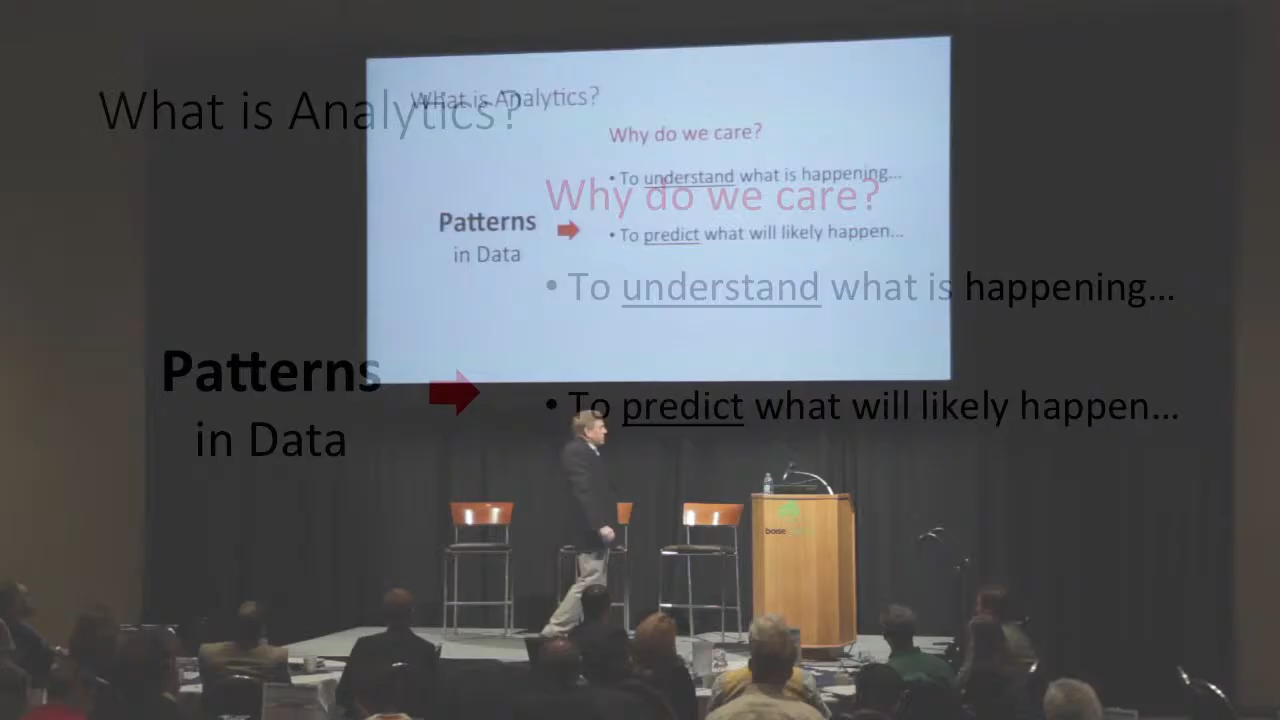 What is Analytics?
Why do we care?
• To understand what is happening...
• To predict what will likely happen...
Patterns
in Data
What is Analytics?
Why do we care?
• To understand what is happening...
Patterns
in Data
• To predict what will likely happen...
boise